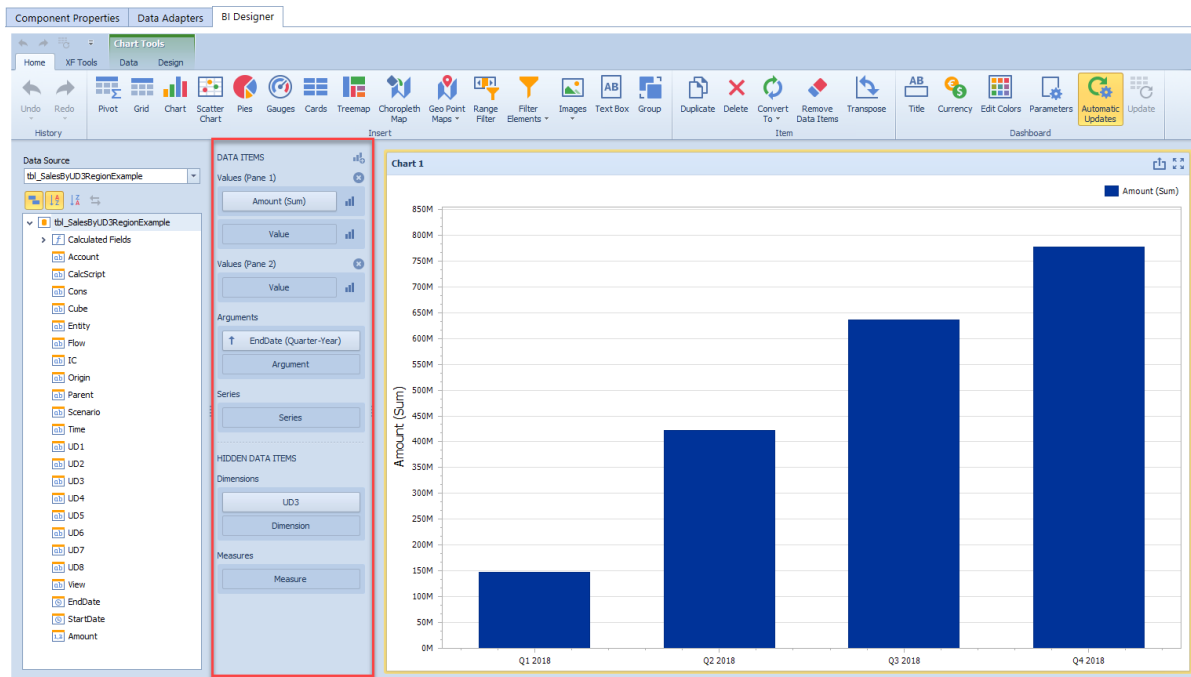 Component Properties Data Adapters BI Designer
Chart Tools
Home XF Tools Data Design
Undo Redo Pivot Grid Chart Scatter Chart Pies Gauges Cards Treemap Choropleth Map Geo Point Maps Range Filter Filter Elements Images Text Box Group Duplicate Delete Convert To Remove Data Items Transpose Title Currency Edit Colors Parameters Automatic Updates Update
History Insert Item Dashboard
Data Source
tbl_SalesByUD3RegionExample
tbl_SalesByUD3RegionExample
Calculated Fields
Account
CalcScript
Cons
Cube
Entity
Flow
IC
Origin
Parent
Scenario
Time
UD1
UD2
UD3
UD4
UD5
UD6
UD7
UD8
View
EndDate
StartDate
Amount
DATA ITEMS
Values (Pane 1)
Amount (Sum)
Value
Values (Pane 2)
Value
Arguments
EndDate (Quarter-Year)
Argument
Series
Series
HIDDEN DATA ITEMS
Dimensions
UD3
Dimension
Measures
Measure
Chart 1
Amount (Sum)
Amount (Sum)
850M
800M
750M
700M
650M
600M
550M
500M
450M
400M
350M
300M
250M
200M
150M
100M
50M
0M
Q1 2018 Q2 2018 Q3 2018 Q4 2018